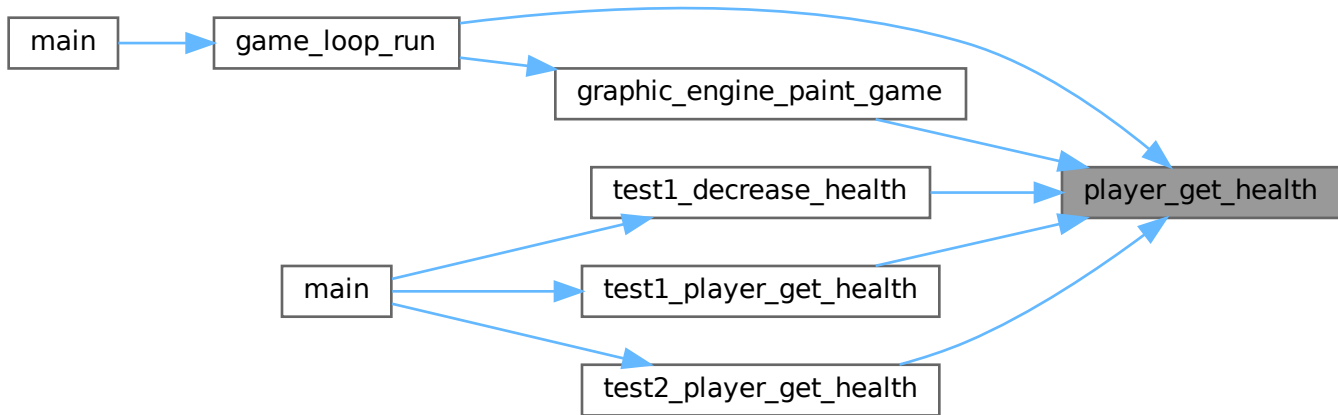 main
game_loop_run
graphic_engine_paint_game
test1_decrease_health
player_get_health
main
test1_player_get_health
test2_player_get_health